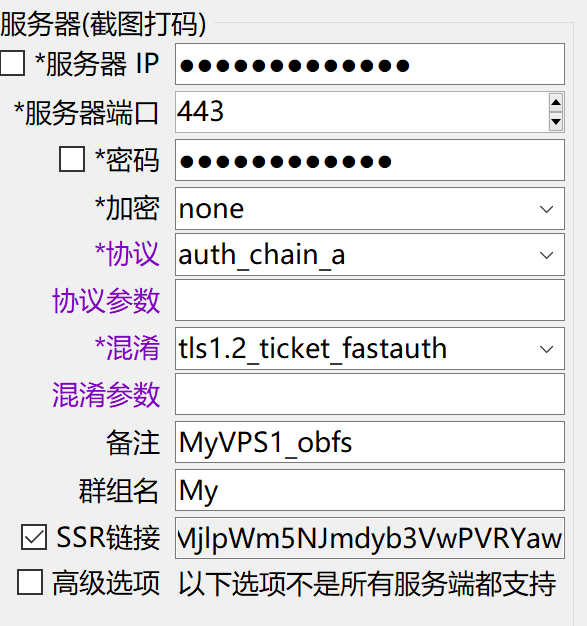 服务器(截图打码)
*服务器 IP ●●●●●●●●●●●●●
*服务器端口 443
*密码 ●●●●●●●●●●●●
*加密 none
*协议 auth_chain_a
协议参数
*混淆 tls1.2_ticket_fastauth
混淆参数
备注 MyVPS1_obfs
群组名 My
SSR链接 MjlpWm5NJmdyb3VwPVRYaw
高级选项 以下选项不是所有服务端都支持